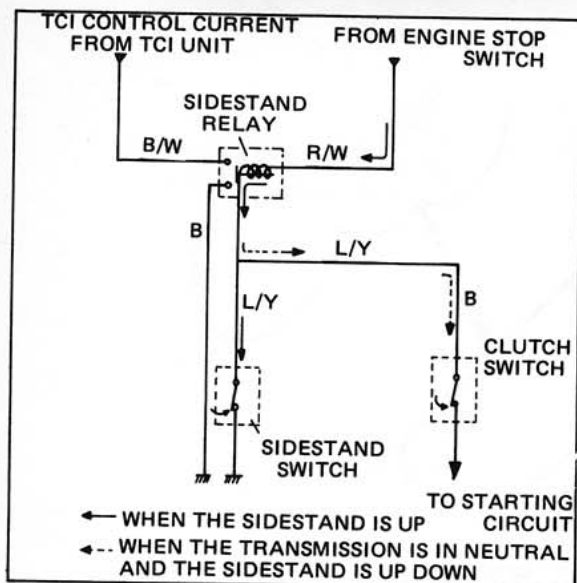 TCI CONTROL CURRENT
FROM TCI UNIT
FROM ENGINE STOP
SWITCH
SIDESTAND
RELAY
B/W
R/W
B
L/Y
L/Y
B
CLUTCH
SWITCH
SIDESTAND
SWITCH
TO STARTING
CIRCUIT
WHEN THE SIDESTAND IS UP
WHEN THE TRANSMISSION IS IN NEUTRAL
AND THE SIDESTAND IS UP DOWN